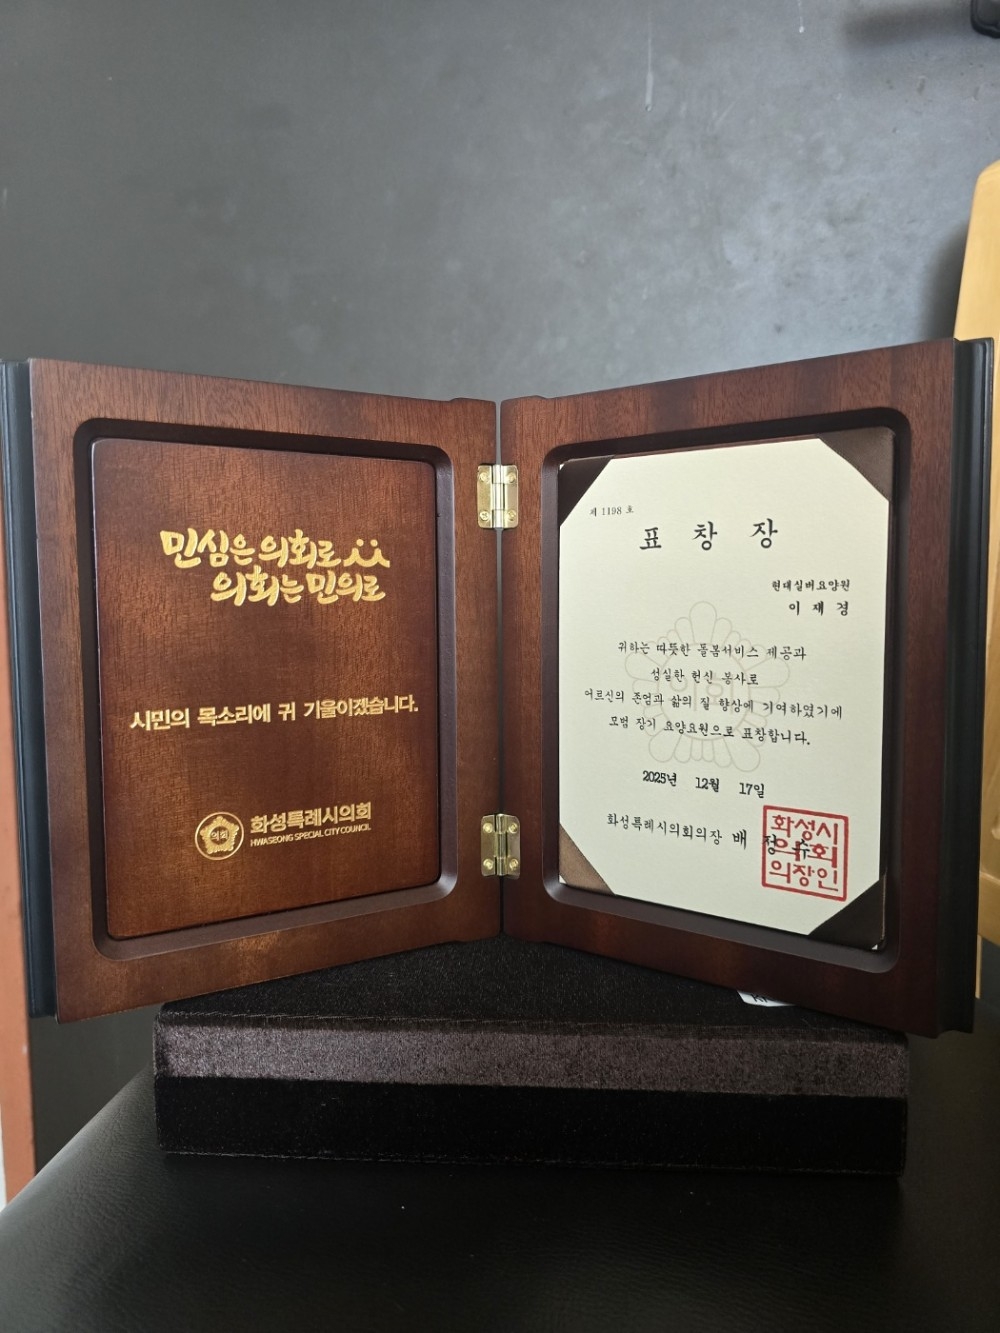 민심은 의회로
의회는 민의로
시민의 목소리에 귀 기울이겠습니다.
의회
화성특례시의회
HWASEONG SPECIAL CITY COUNCIL
제 1198 호
표 창 장
현대실버요양원
이 재 경
귀하는 따뜻한 돌봄서비스 제공과
성실한 헌신 봉사로
어르신의 존엄과 삶의 질 향상에 기여하였기에
모범 장기 요양요원으로 표창합니다.
2025년 12월 17일
화성특례시의회의장 배 정 수
화성시
의회
의장인